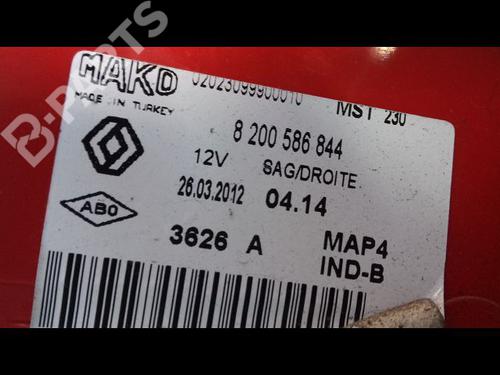 B-PARTS
MAKO
MADE IN TURKEY
02023099900010
MST 230
8 200 586 844
12V
SAG/DROITE
26.03.2012
04.14
ABO
3626 A
MAP4
IND-B